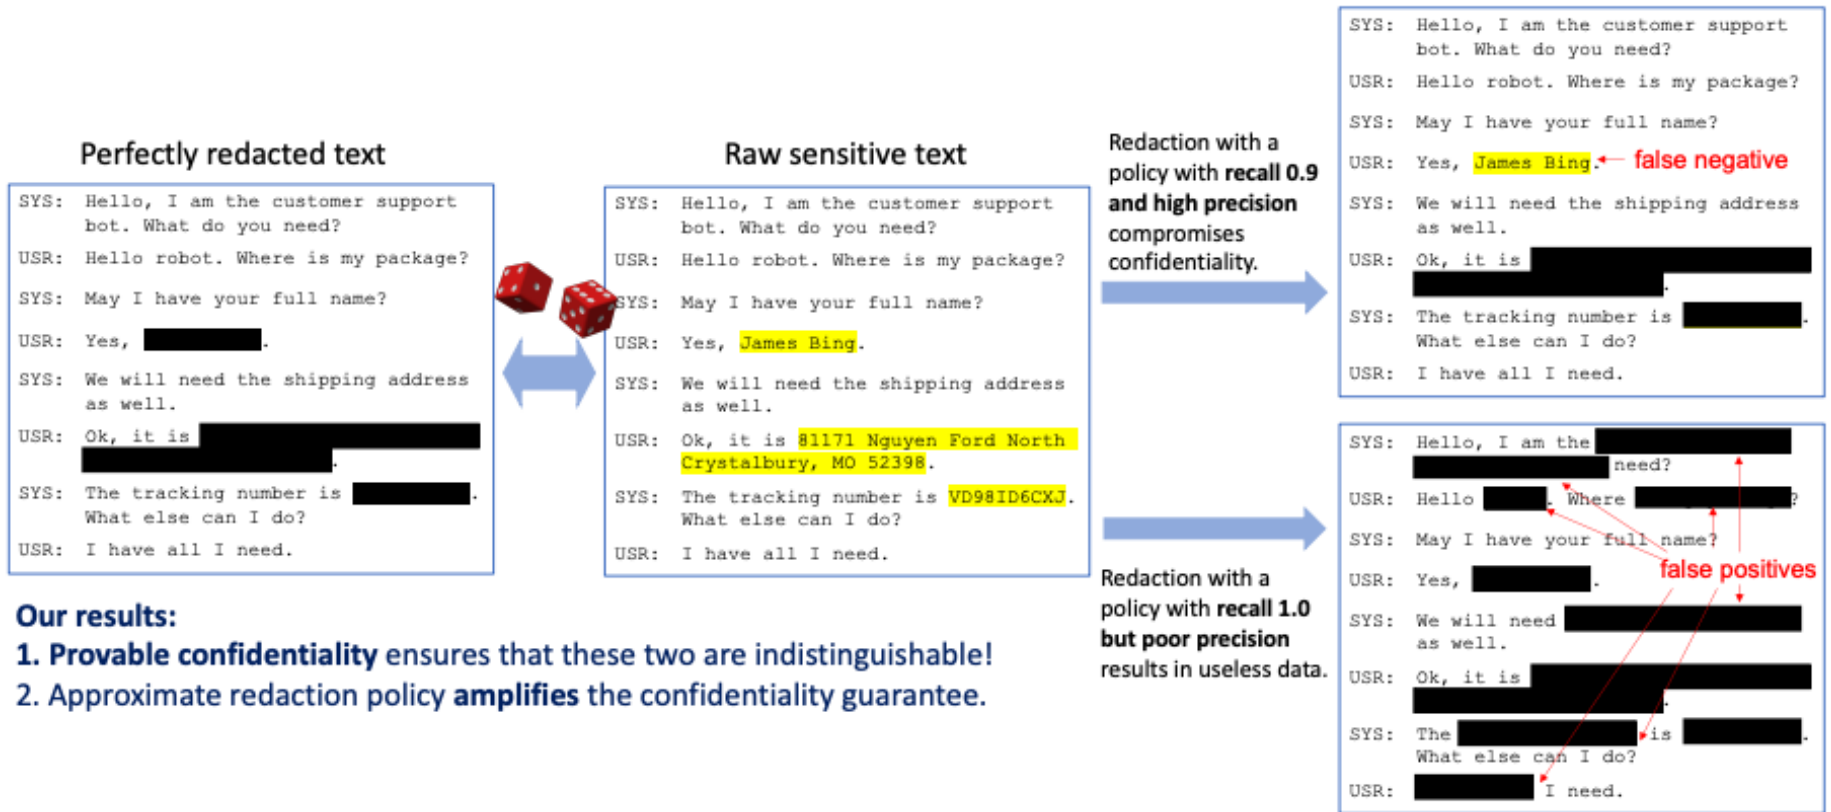 Perfectly redacted text
SYS: Hello, I am the customer support
bot. What do you need?
USR: Hello robot. Where is my package?
SYS: May I have your full name?
USR: Yes, .
SYS: We will need the shipping address
as well.
USR: Ok, it is
.
SYS: The tracking number is .
What else can I do?
USR: I have all I need.
Raw sensitive text
SYS: Hello, I am the customer support
bot. What do you need?
USR: Hello robot. Where is my package?
SYS: May I have your full name?
USR: Yes, James Bing.
SYS: We will need the shipping address
as well.
USR: Ok, it is 81171 Nguyen Ford North
Crystalbury, MO 52398.
SYS: The tracking number is VD98ID6CXJ.
What else can I do?
USR: I have all I need.
Our results:
1. Provable confidentiality ensures that these two are indistinguishable!
2. Approximate redaction policy amplifies the confidentiality guarantee.
Redaction with a
policy with recall 0.9
and high precision
compromises
confidentiality.
SYS: Hello, I am the customer support
bot. What do you need?
USR: Hello robot. Where is my package?
SYS: May I have your full name?
USR: Yes, James Bing. false negative
SYS: We will need the shipping address
as well.
USR: Ok, it is
.
SYS: The tracking number is .
What else can I do?
USR: I have all I need.
Redaction with a
policy with recall 1.0
but poor precision
results in useless data.
SYS: Hello, I am the
need?
USR: Hello . Where ?
SYS: May I have your full name?
false positives
USR: Yes, .
SYS: We will need
as well.
USR: Ok, it is
.
SYS: The is .
What else can I do?
USR: I need.